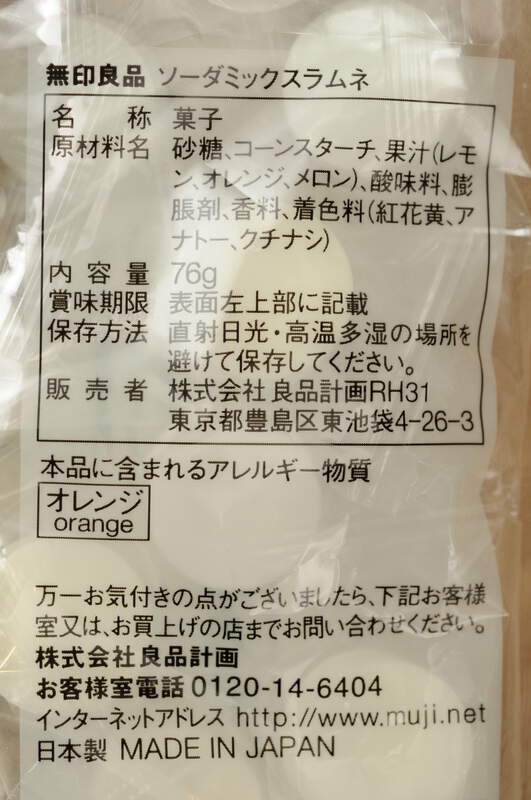 無印良品 ソーダミックスラムネ
名称 菓子
原材料名 砂糖、コーンスターチ、果汁(レモ
ン、オレンジ、メロン)、酸味料、膨
脹剤、香料、着色料(紅花黄、ア
ナトー、クチナシ)
内容量 76g
賞味期限 表面左上部に記載
保存方法 直射日光・高温多湿の場所を
避けて保存してください。
販売者 株式会社良品計画RH31
東京都豊島区東池袋4-26-3
本品に含まれるアレルギー物質
オレンジ
orange
万一お気付きの点がございましたら、下記お客様
室又は、お買上げの店までお問い合わせください。
株式会社良品計画
お客様室電話 0120-14-6404
インターネットアドレス http://www.muji.net
日本製 MADE IN JAPAN